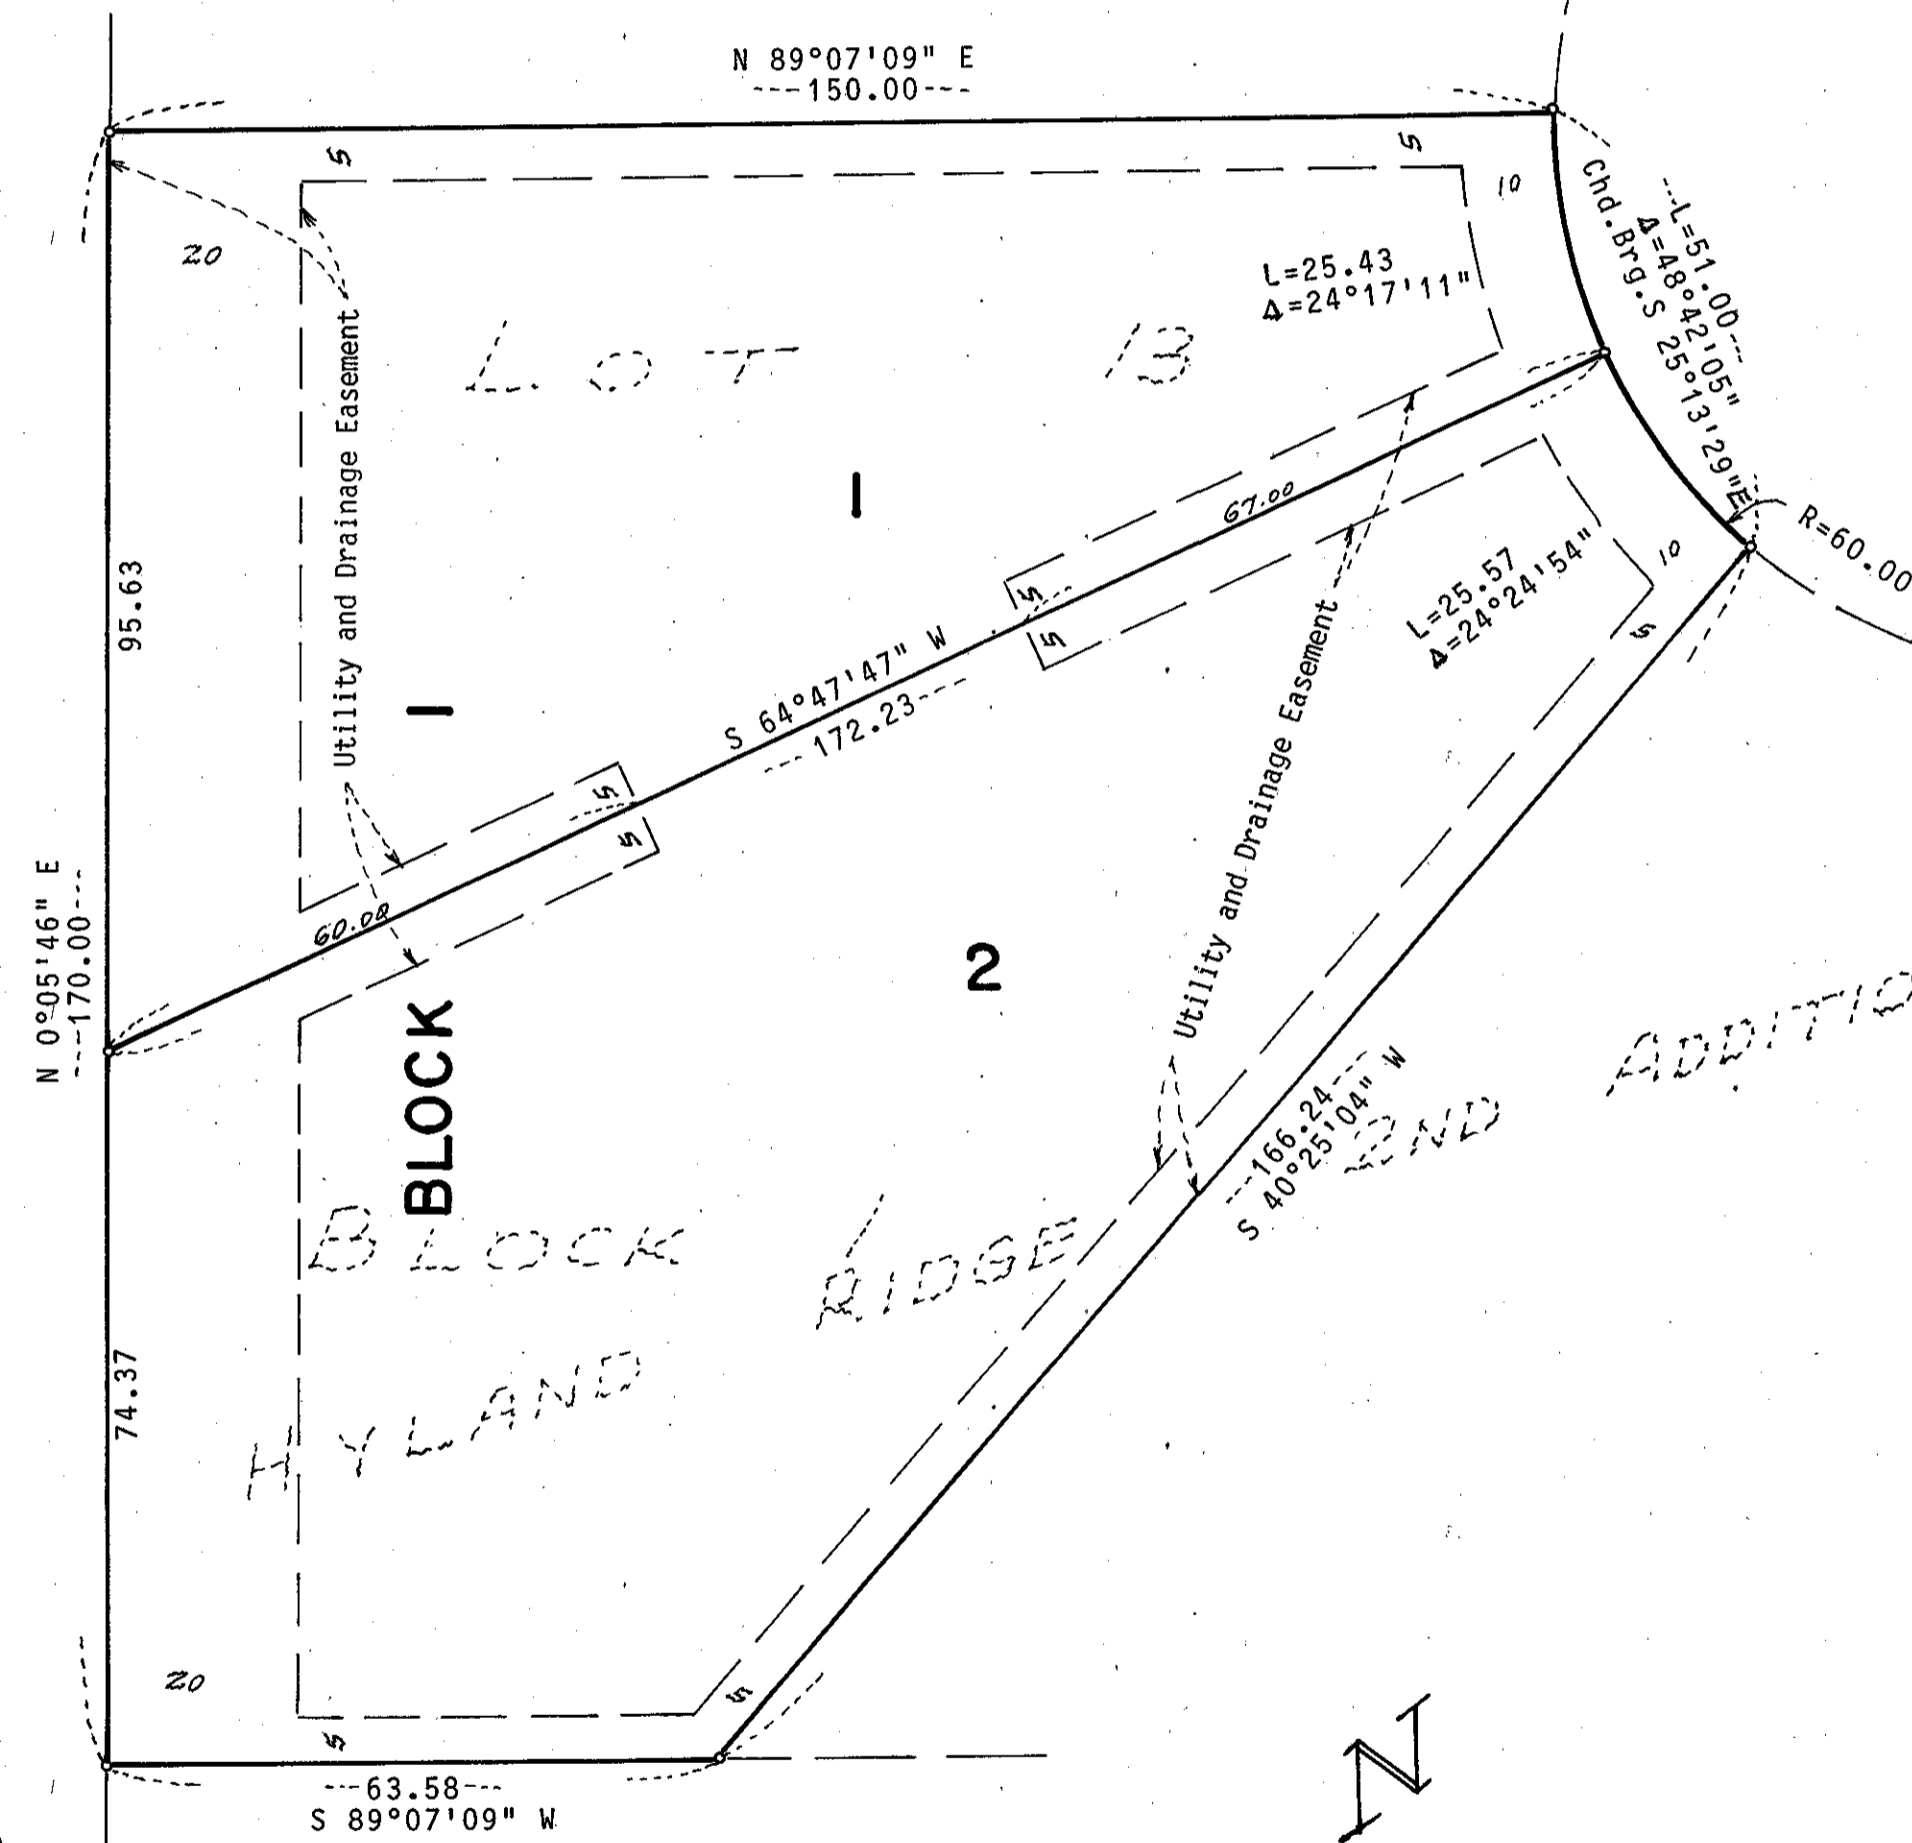 N 89°07'09" E
---150.00---
5
5
10
20
Chd.Brg.S 25°13'29"E
Δ=48°42'05"
---L=51.00---
L=25.43
Δ=24°17'11"
LOT 13
Utility and Drainage Easement
1
67.00
R=60.00
10
5
L=25.57
Δ=24°24'54"
95.63
5
5
S 64°47'47" W
---172.23---
Utility and Drainage Easement
1
5
5
60.00
N 0°05'46" E
---170.00---
2
BLOCK
---166.24---
S 40°25'04" W
BLOCK 1
HYLAND RIDGE 2ND ADDITIO
74.37
20
5
5
---63.58---
S 89°07'09" W
N